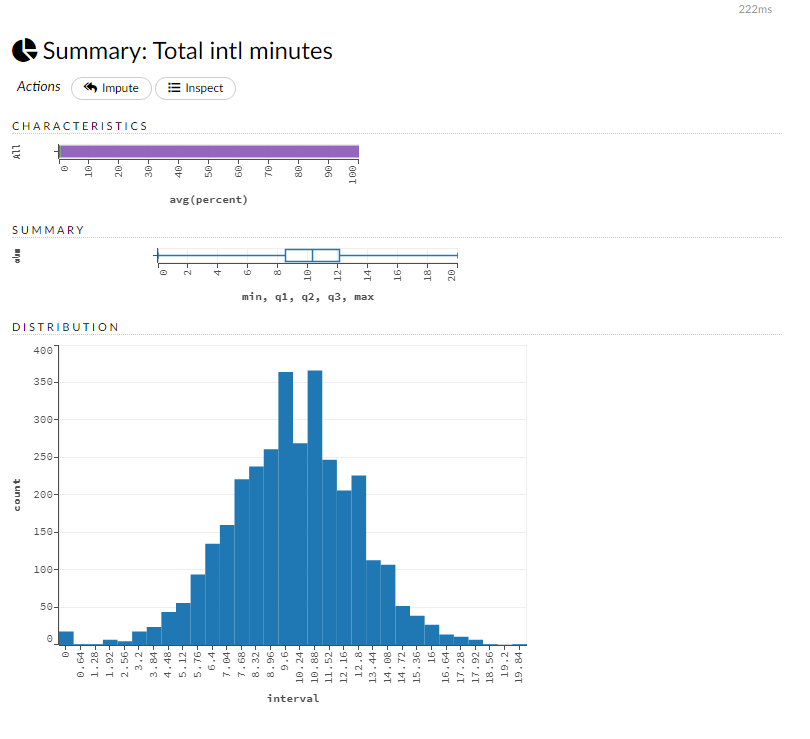 222ms
Summary: Total intl minutes
Actions Impute Inspect
CHARACTERISTICS
All
0 10 20 30 40 50 60 70 80 90 100
avg(percent)
SUMMARY
0 2 4 6 8 10 12 14 16 18 20
min, q1, q2, q3, max
DISTRIBUTION
400
350
300
250
200
150
100
50
0
count
0 0.64 1.28 1.92 2.56 3.2 3.84 4.48 5.12 5.76 6.4 7.04 7.68 8.32 8.96 9.6 10.24 10.88 11.52 12.16 12.8 13.44 14.08 14.72 15.36 16 16.64 17.28 17.92 18.56 19.2 19.84
interval